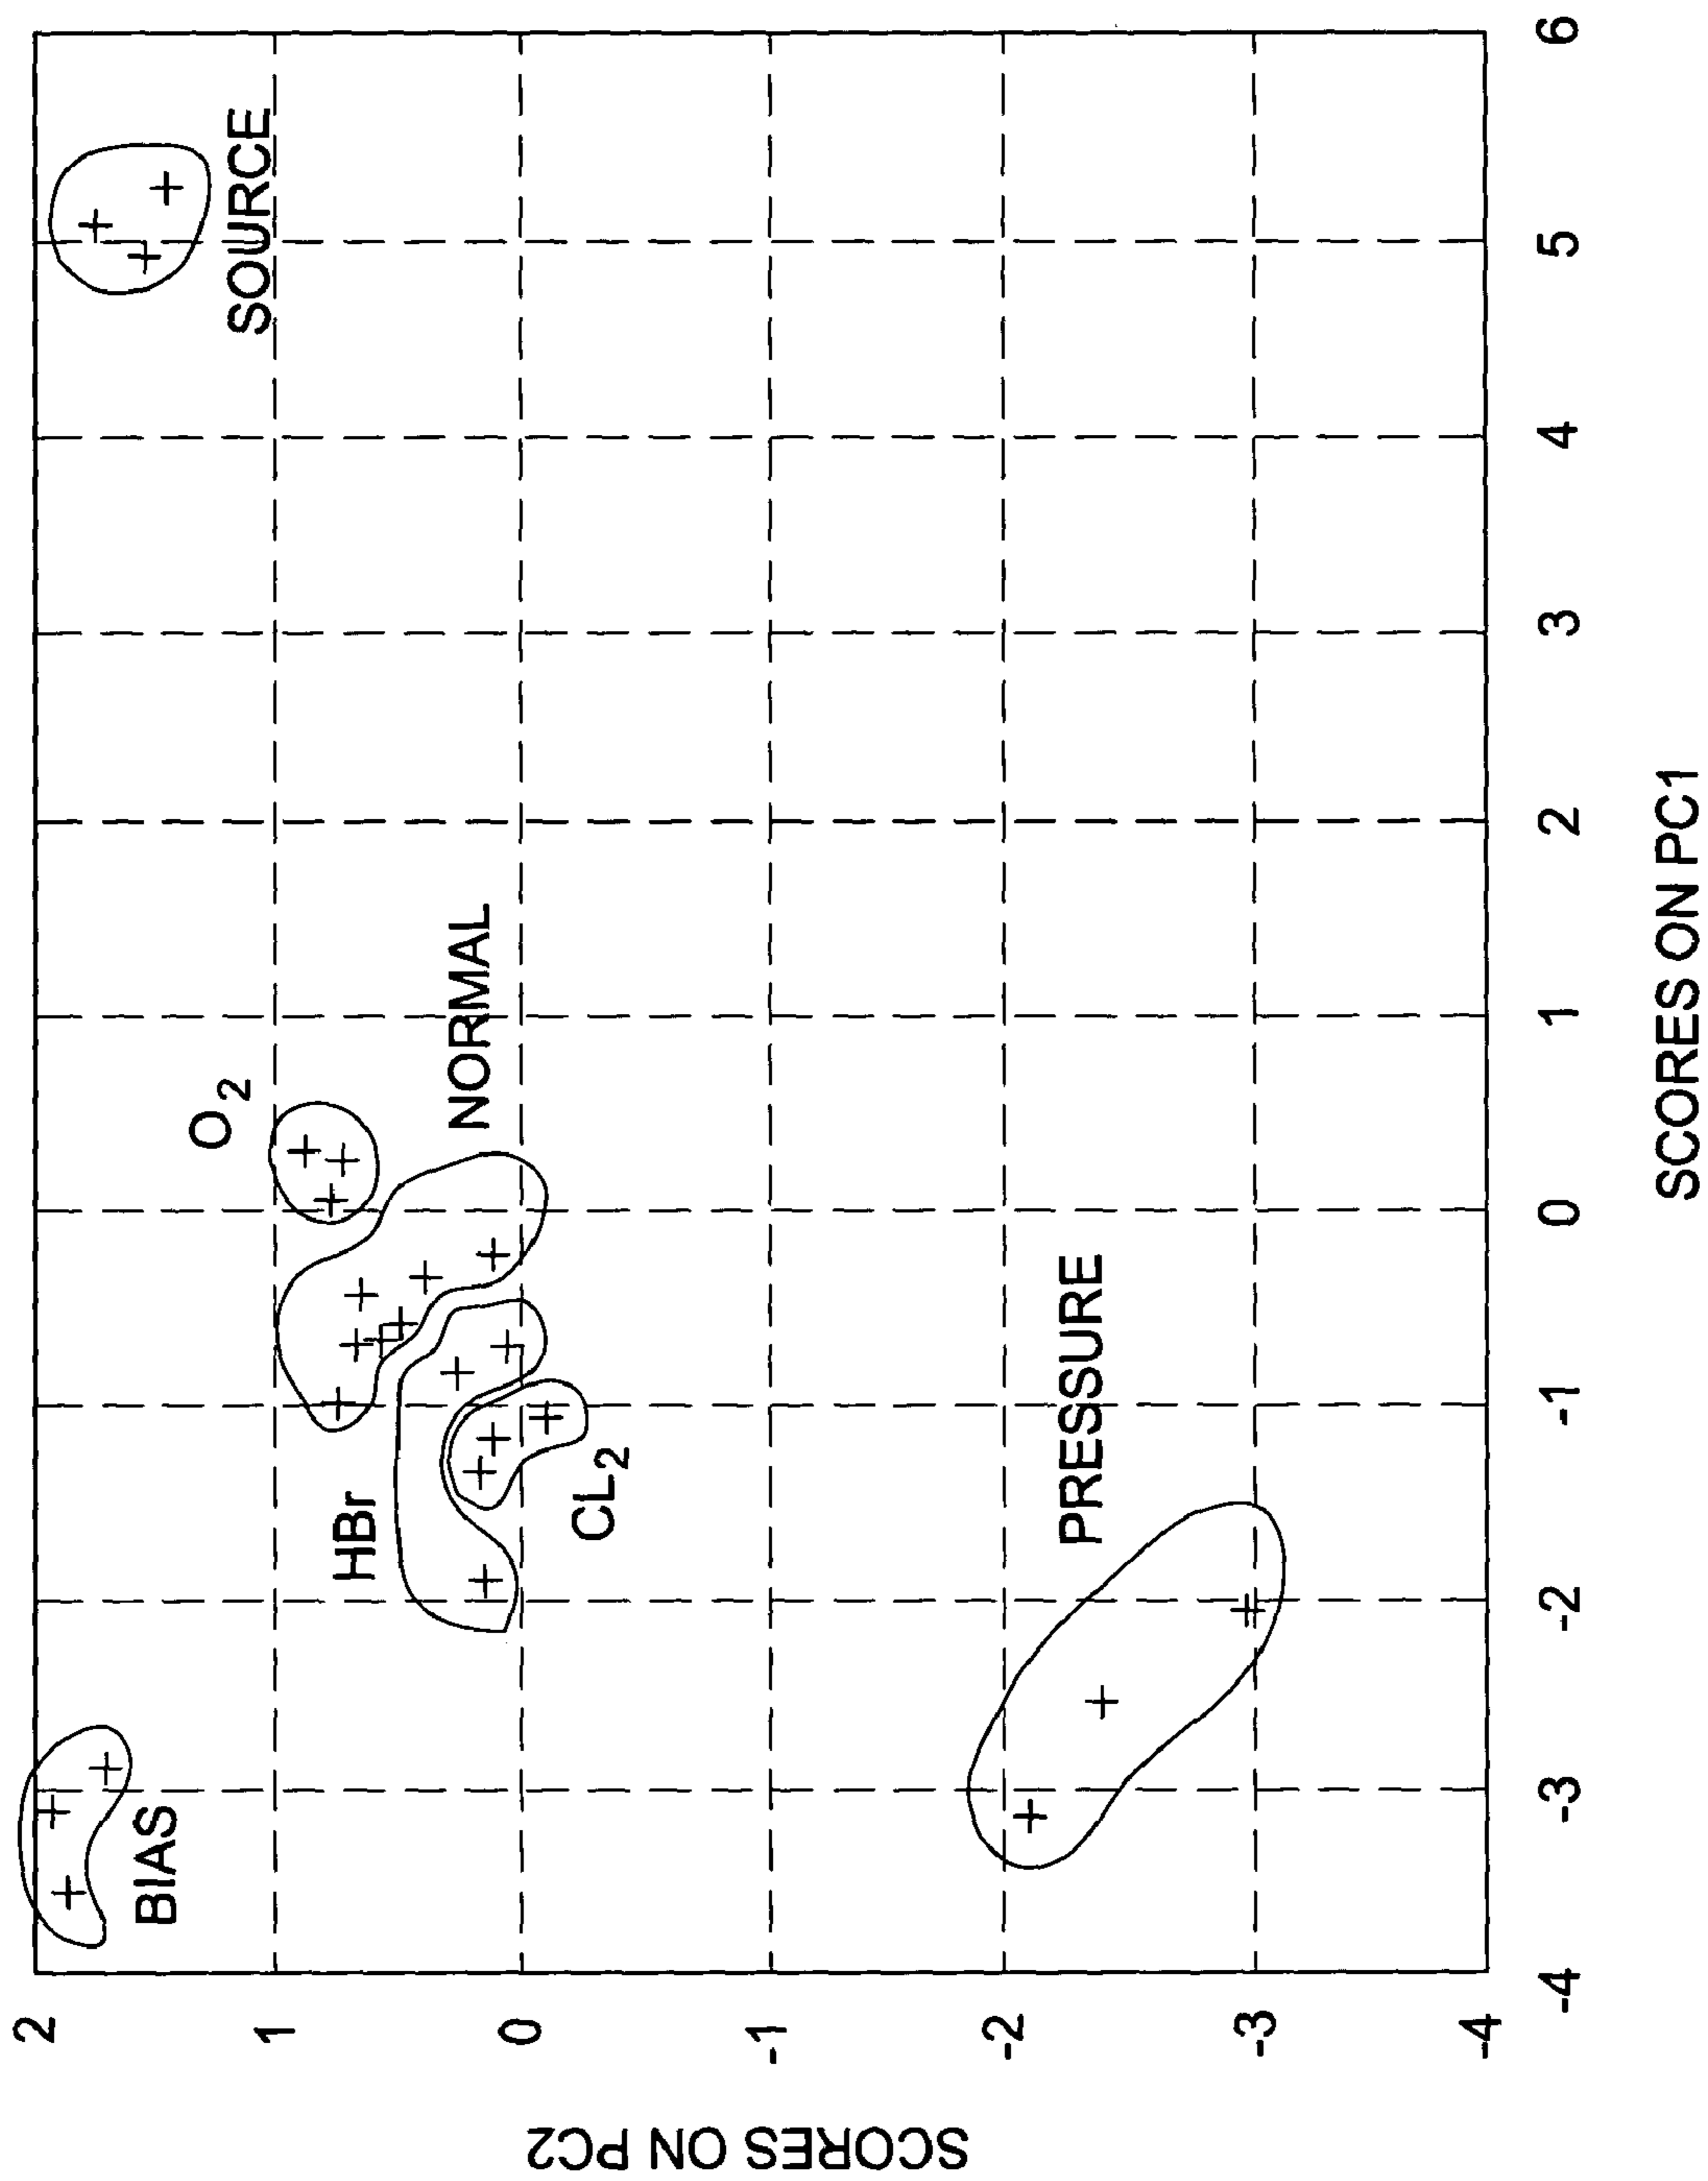 SCORES ON PC2
2
1
0
-1
-2
-3
-4
BIAS
SOURCE
O2
NORMAL
HBr
CL2
PRESSURE
-4 -3 -2 -1 0 1 2 3 4 5 6
SCORES ON PC1